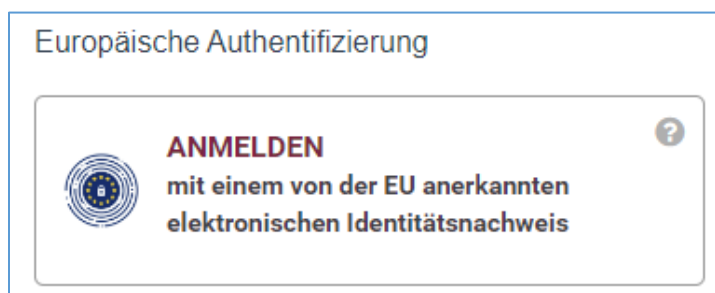 Europäische Authentifizierung
ANMELDEN
mit einem von der EU anerkannten
elektronischen Identitätsnachweis